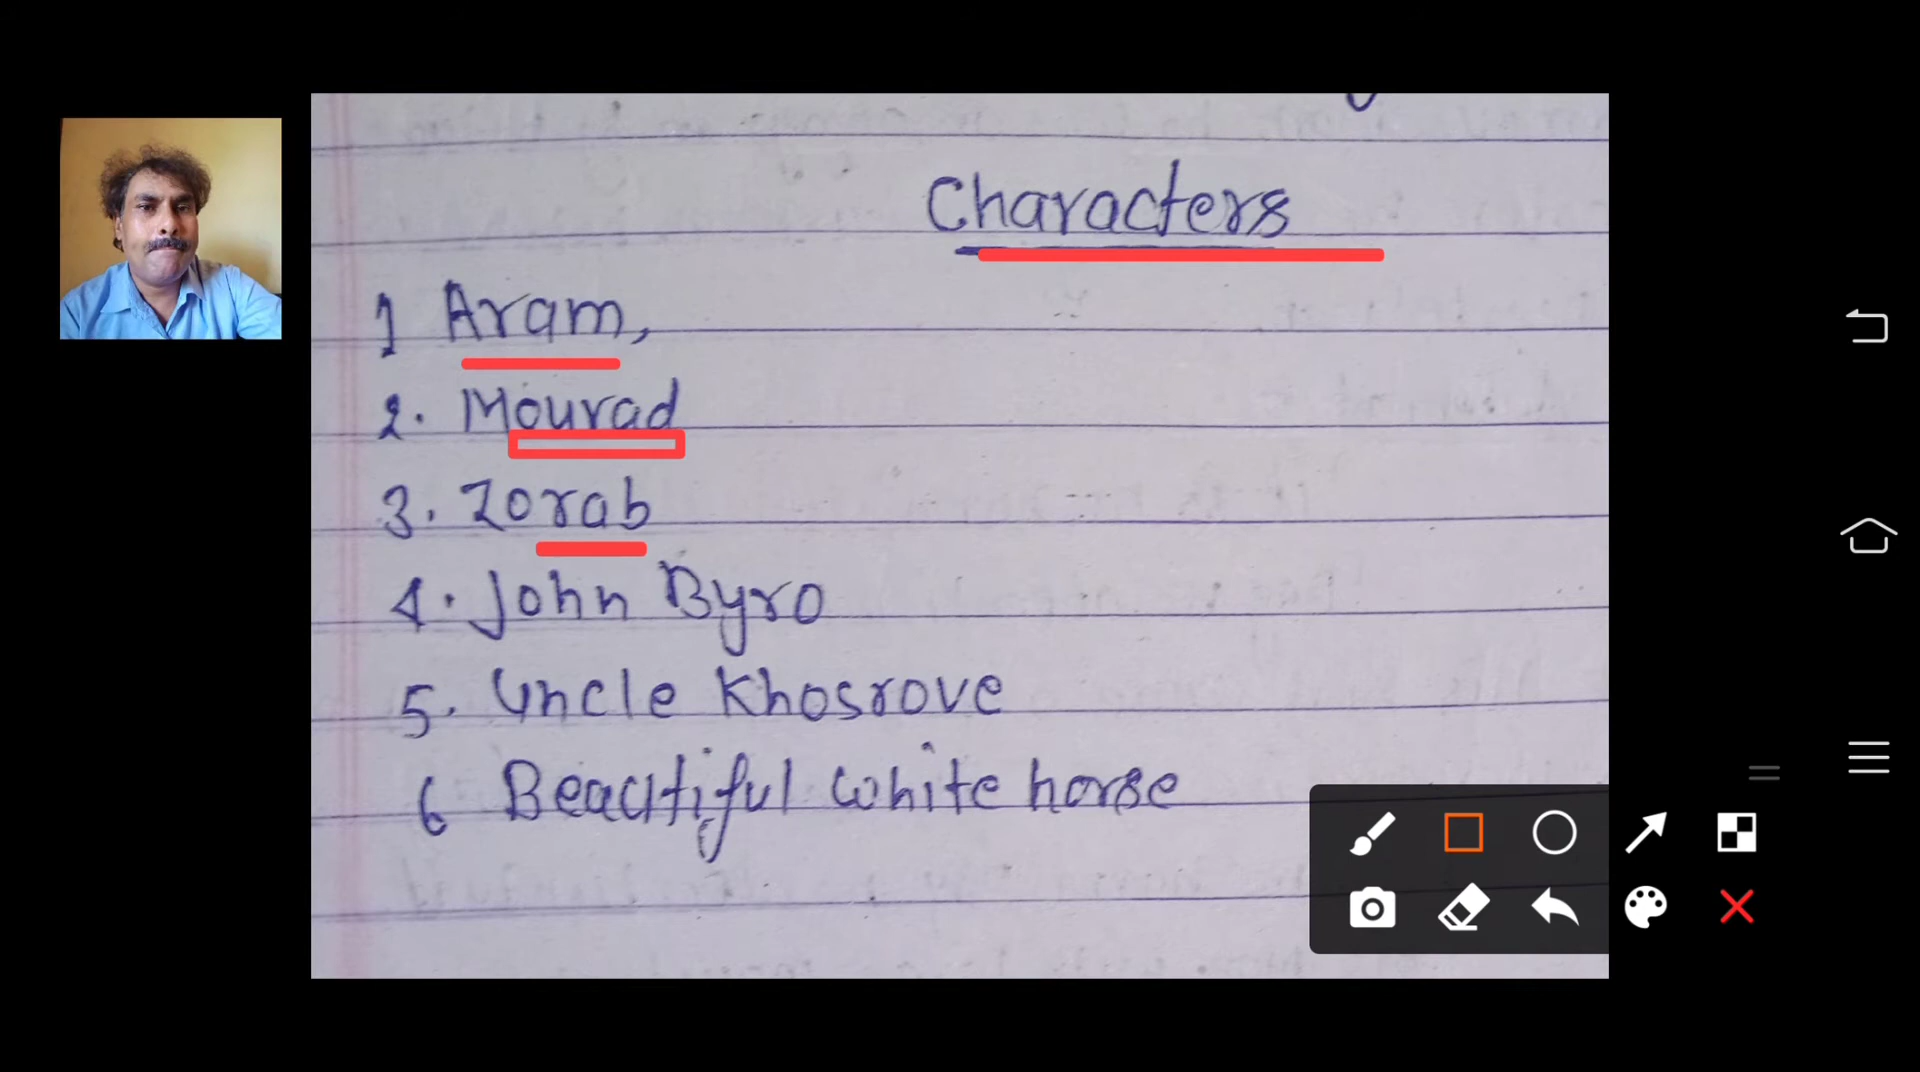 Characters
1 Aram,
2. Mourad
3. Zorab
4. John Byro
5. Uncle Khosrove
6 Beautiful white horse